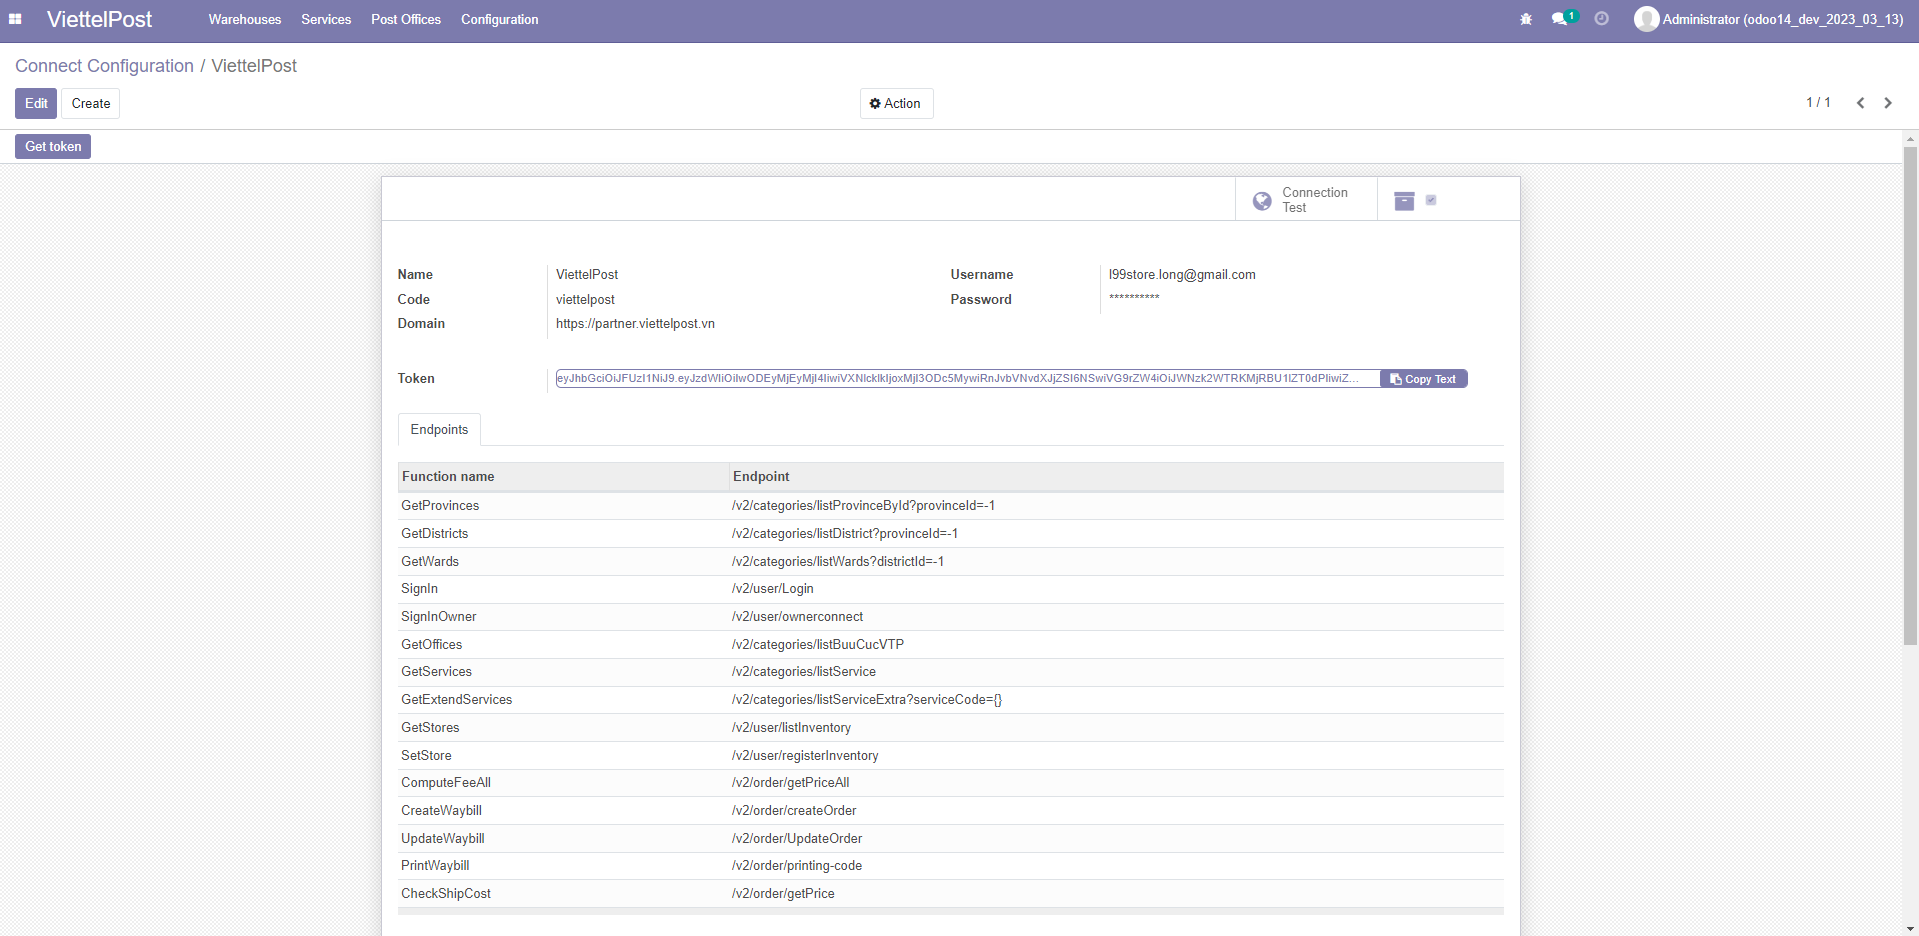 ViettelPost Warehouses Services Post Offices Configuration 1 Administrator (odoo14_dev_2023_03_13)
Connect Configuration / ViettelPost
Edit Create Action 1 / 1
Get token
Connection
Test
Name ViettelPost Username l99store.long@gmail.com
Code viettelpost Password **********
Domain https://partner.viettelpost.vn
Token Copy Text
Endpoints
Function name Endpoint
GetProvinces /v2/categories/listProvinceById?provinceId=-1
GetDistricts /v2/categories/listDistrict?provinceId=-1
GetWards /v2/categories/listWards?districtId=-1
SignIn /v2/user/Login
SignInOwner /v2/user/ownerconnect
GetOffices /v2/categories/listBuuCucVTP
GetServices /v2/categories/listService
GetExtendServices /v2/categories/listServiceExtra?serviceCode={}
GetStores /v2/user/listInventory
SetStore /v2/user/registerInventory
ComputeFeeAll /v2/order/getPriceAll
CreateWaybill /v2/order/createOrder
UpdateWaybill /v2/order/UpdateOrder
PrintWaybill /v2/order/printing-code
CheckShipCost /v2/order/getPrice